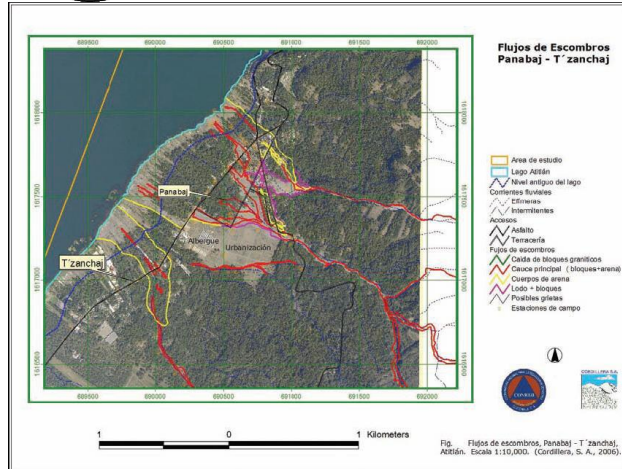 Flujos de Escombros
Panabaj - T´zanchaj
689500 690000 690500 691000 691500 692000
1618000
1617500
1617000
1616500
Panabaj
Albergue
Urbanización
T´zanchaj
Area de estudio
Lago Atitlán
Nivel antiguo del lago
Corrientes fluviales
Efímeras
Intermitentes
Accesos
Asfalto
Terracería
Flujos de escombros
Caída de bloques graníticos
Cauce principal (bloques+arena)
Cuerpos de arena
Lodo + bloques
Posibles grietas
Estaciones de campo
CONRED
CORDILLERA S.A.
1 0 1 Kilometers
Fig. Flujos de escombros, Panabaj - T´zanchaj,
Atitlán. Escala 1:10,000. (Cordillera, S. A., 2006).